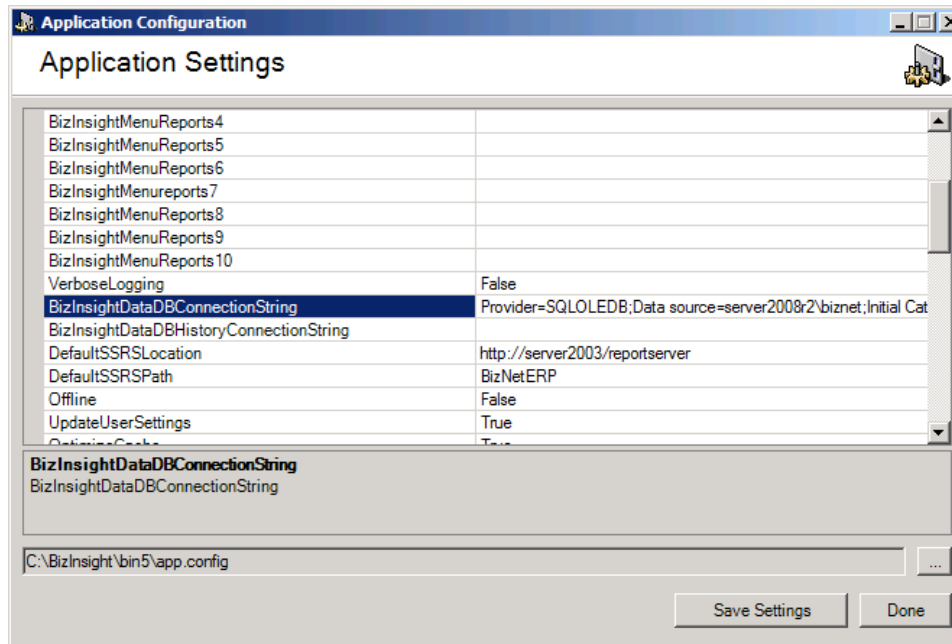 Application Configuration
Application Settings
BizInsightMenuReports4
BizInsightMenuReports5
BizInsightMenuReports6
BizInsightMenureports7
BizInsightMenuReports8
BizInsightMenuReports9
BizInsightMenuReports10
VerboseLogging False
BizInsightDataDBConnectionString Provider=SQLOLEDB;Data source=server2008r2\biznet;Initial Cat
BizInsightDataDBHistoryConnectionString
DefaultSSRSLocation http://server2003/reportserver
DefaultSSRSPath BizNetERP
Offline False
UpdateUserSettings True
OptimizeCache True
BizInsightDataDBConnectionString
BizInsightDataDBConnectionString
C:\BizInsight\bin5\app.config ...
Save Settings Done